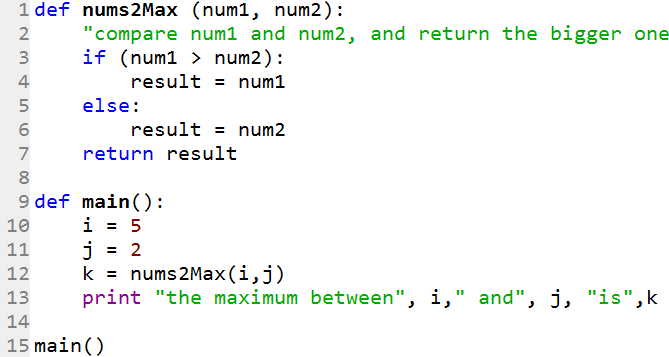 1 def nums2Max (num1, num2):
2     "compare num1 and num2, and return the bigger one
3     if (num1 > num2):
4         result = num1
5     else:
6         result = num2
7     return result
8
9 def main():
10     i = 5
11     j = 2
12     k = nums2Max(i,j)
13     print "the maximum between", i," and", j, "is",k
14
15 main()